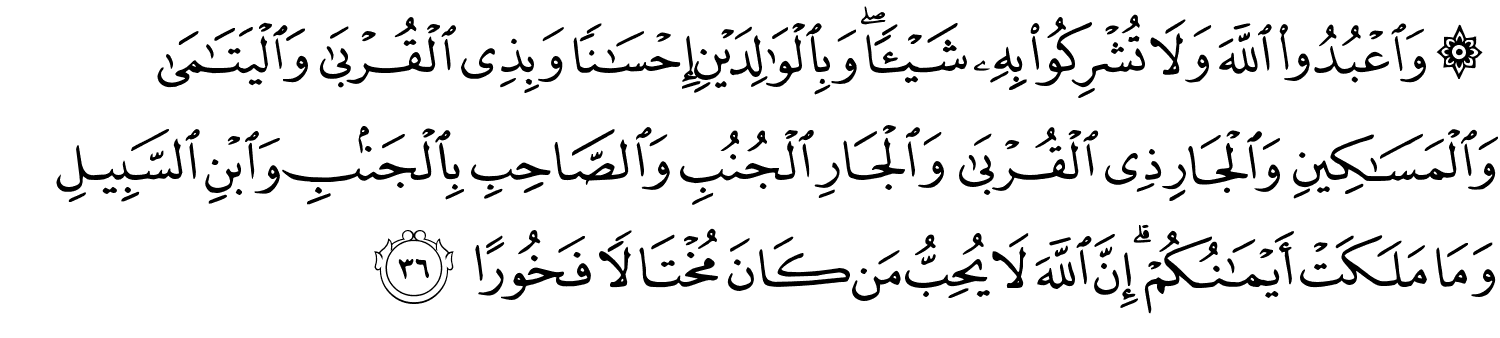 ۞ وَٱعۡبُدُواْ ٱللَّهَ وَلَا تُشۡرِكُواْ بِهِۦ شَيۡـٔٗاۖ وَبِٱلۡوَٰلِدَيۡنِ إِحۡسَٰنٗا وَبِذِي ٱلۡقُرۡبَىٰ وَٱلۡيَتَٰمَىٰ
وَٱلۡمَسَٰكِينِ وَٱلۡجَارِ ذِي ٱلۡقُرۡبَىٰ وَٱلۡجَارِ ٱلۡجُنُبِ وَٱلصَّاحِبِ بِٱلۡجَنۢبِ وَٱبۡنِ ٱلسَّبِيلِ
وَمَا مَلَكَتۡ أَيۡمَٰنُكُمۡۗ إِنَّ ٱللَّهَ لَا يُحِبُّ مَن كَانَ مُخۡتَالٗا فَخُورًا ٣٦